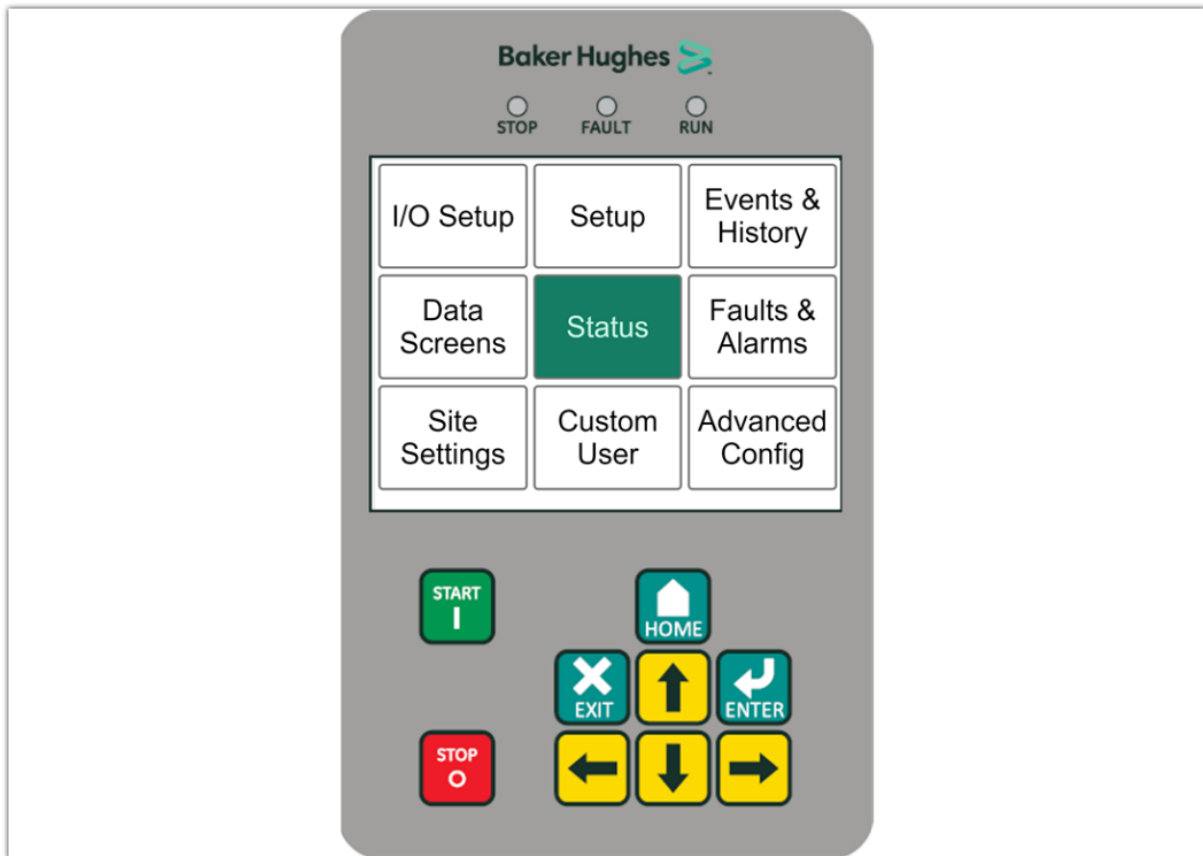 Baker Hughes
STOP FAULT RUN
I/O Setup
Setup
Events &
History
Data
Screens
Status
Faults &
Alarms
Site
Settings
Custom
User
Advanced
Config
START
I
HOME
EXIT
ENTER
STOP
O